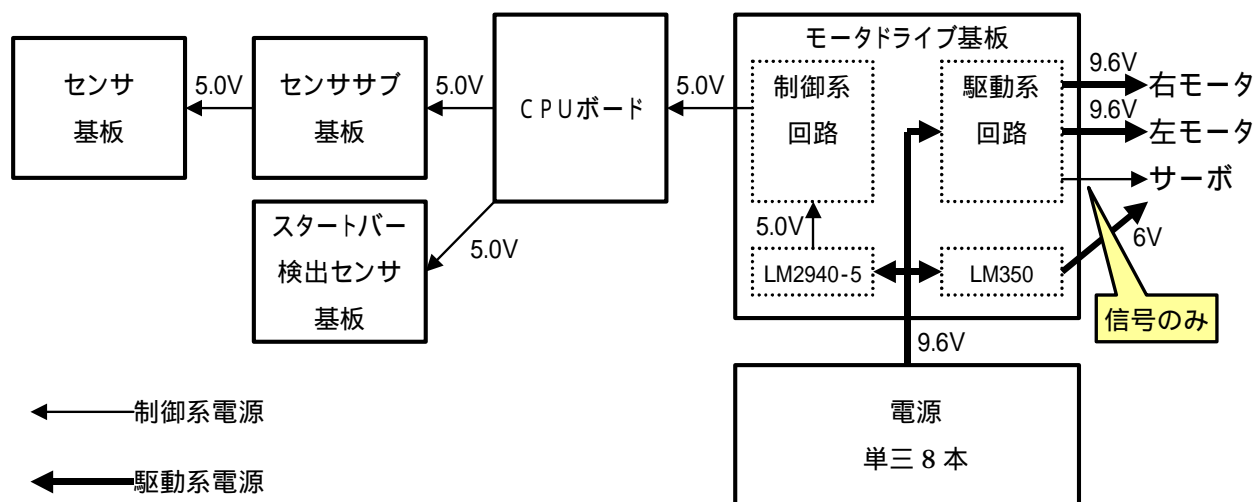 センサ
基板
5.0V
センササブ
基板
5.0V
CPUボード
5.0V
モータドライブ基板
制御系
回路
駆動系
回路
9.6V
右モータ
9.6V
左モータ
サーボ
スタートバー
検出センサ
基板
5.0V
5.0V
LM2940-5
LM350
6V
信号のみ
9.6V
電源
単三8本
制御系電源
駆動系電源